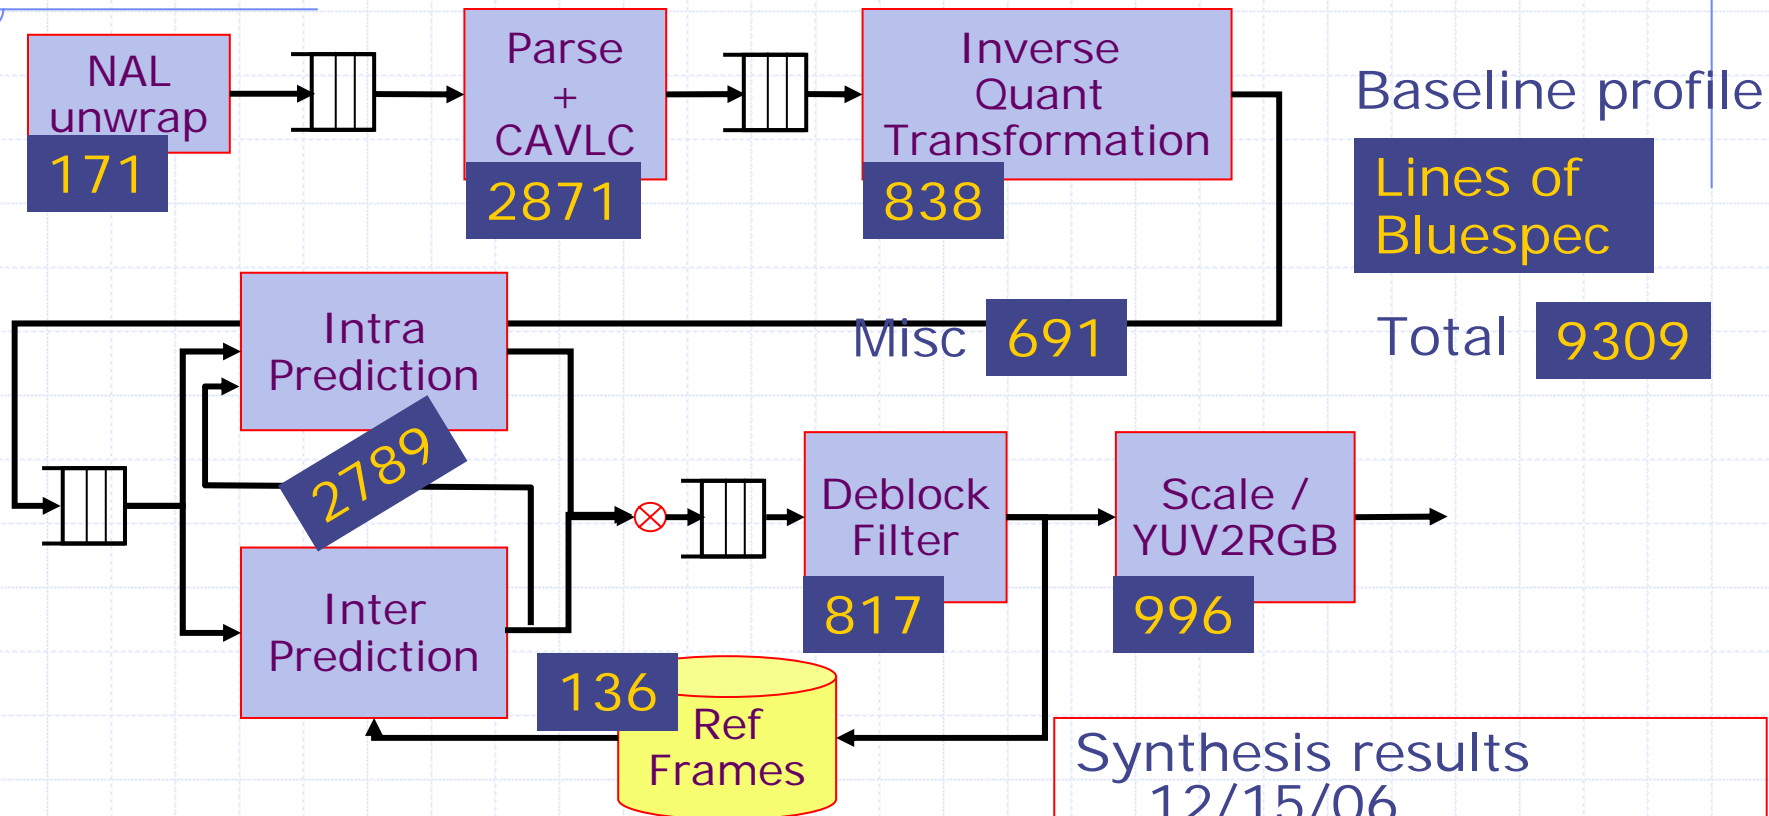 NAL
unwrap
171
Parse
+
CAVLC
2871
Inverse
Quant
Transformation
838
Baseline profile
Lines of
Bluespec
Misc 691
Total 9309
Intra
Prediction
2789
Inter
Prediction
Deblock
Filter
817
Scale /
YUV2RGB
996
136
Ref
Frames
Synthesis results
12/15/06